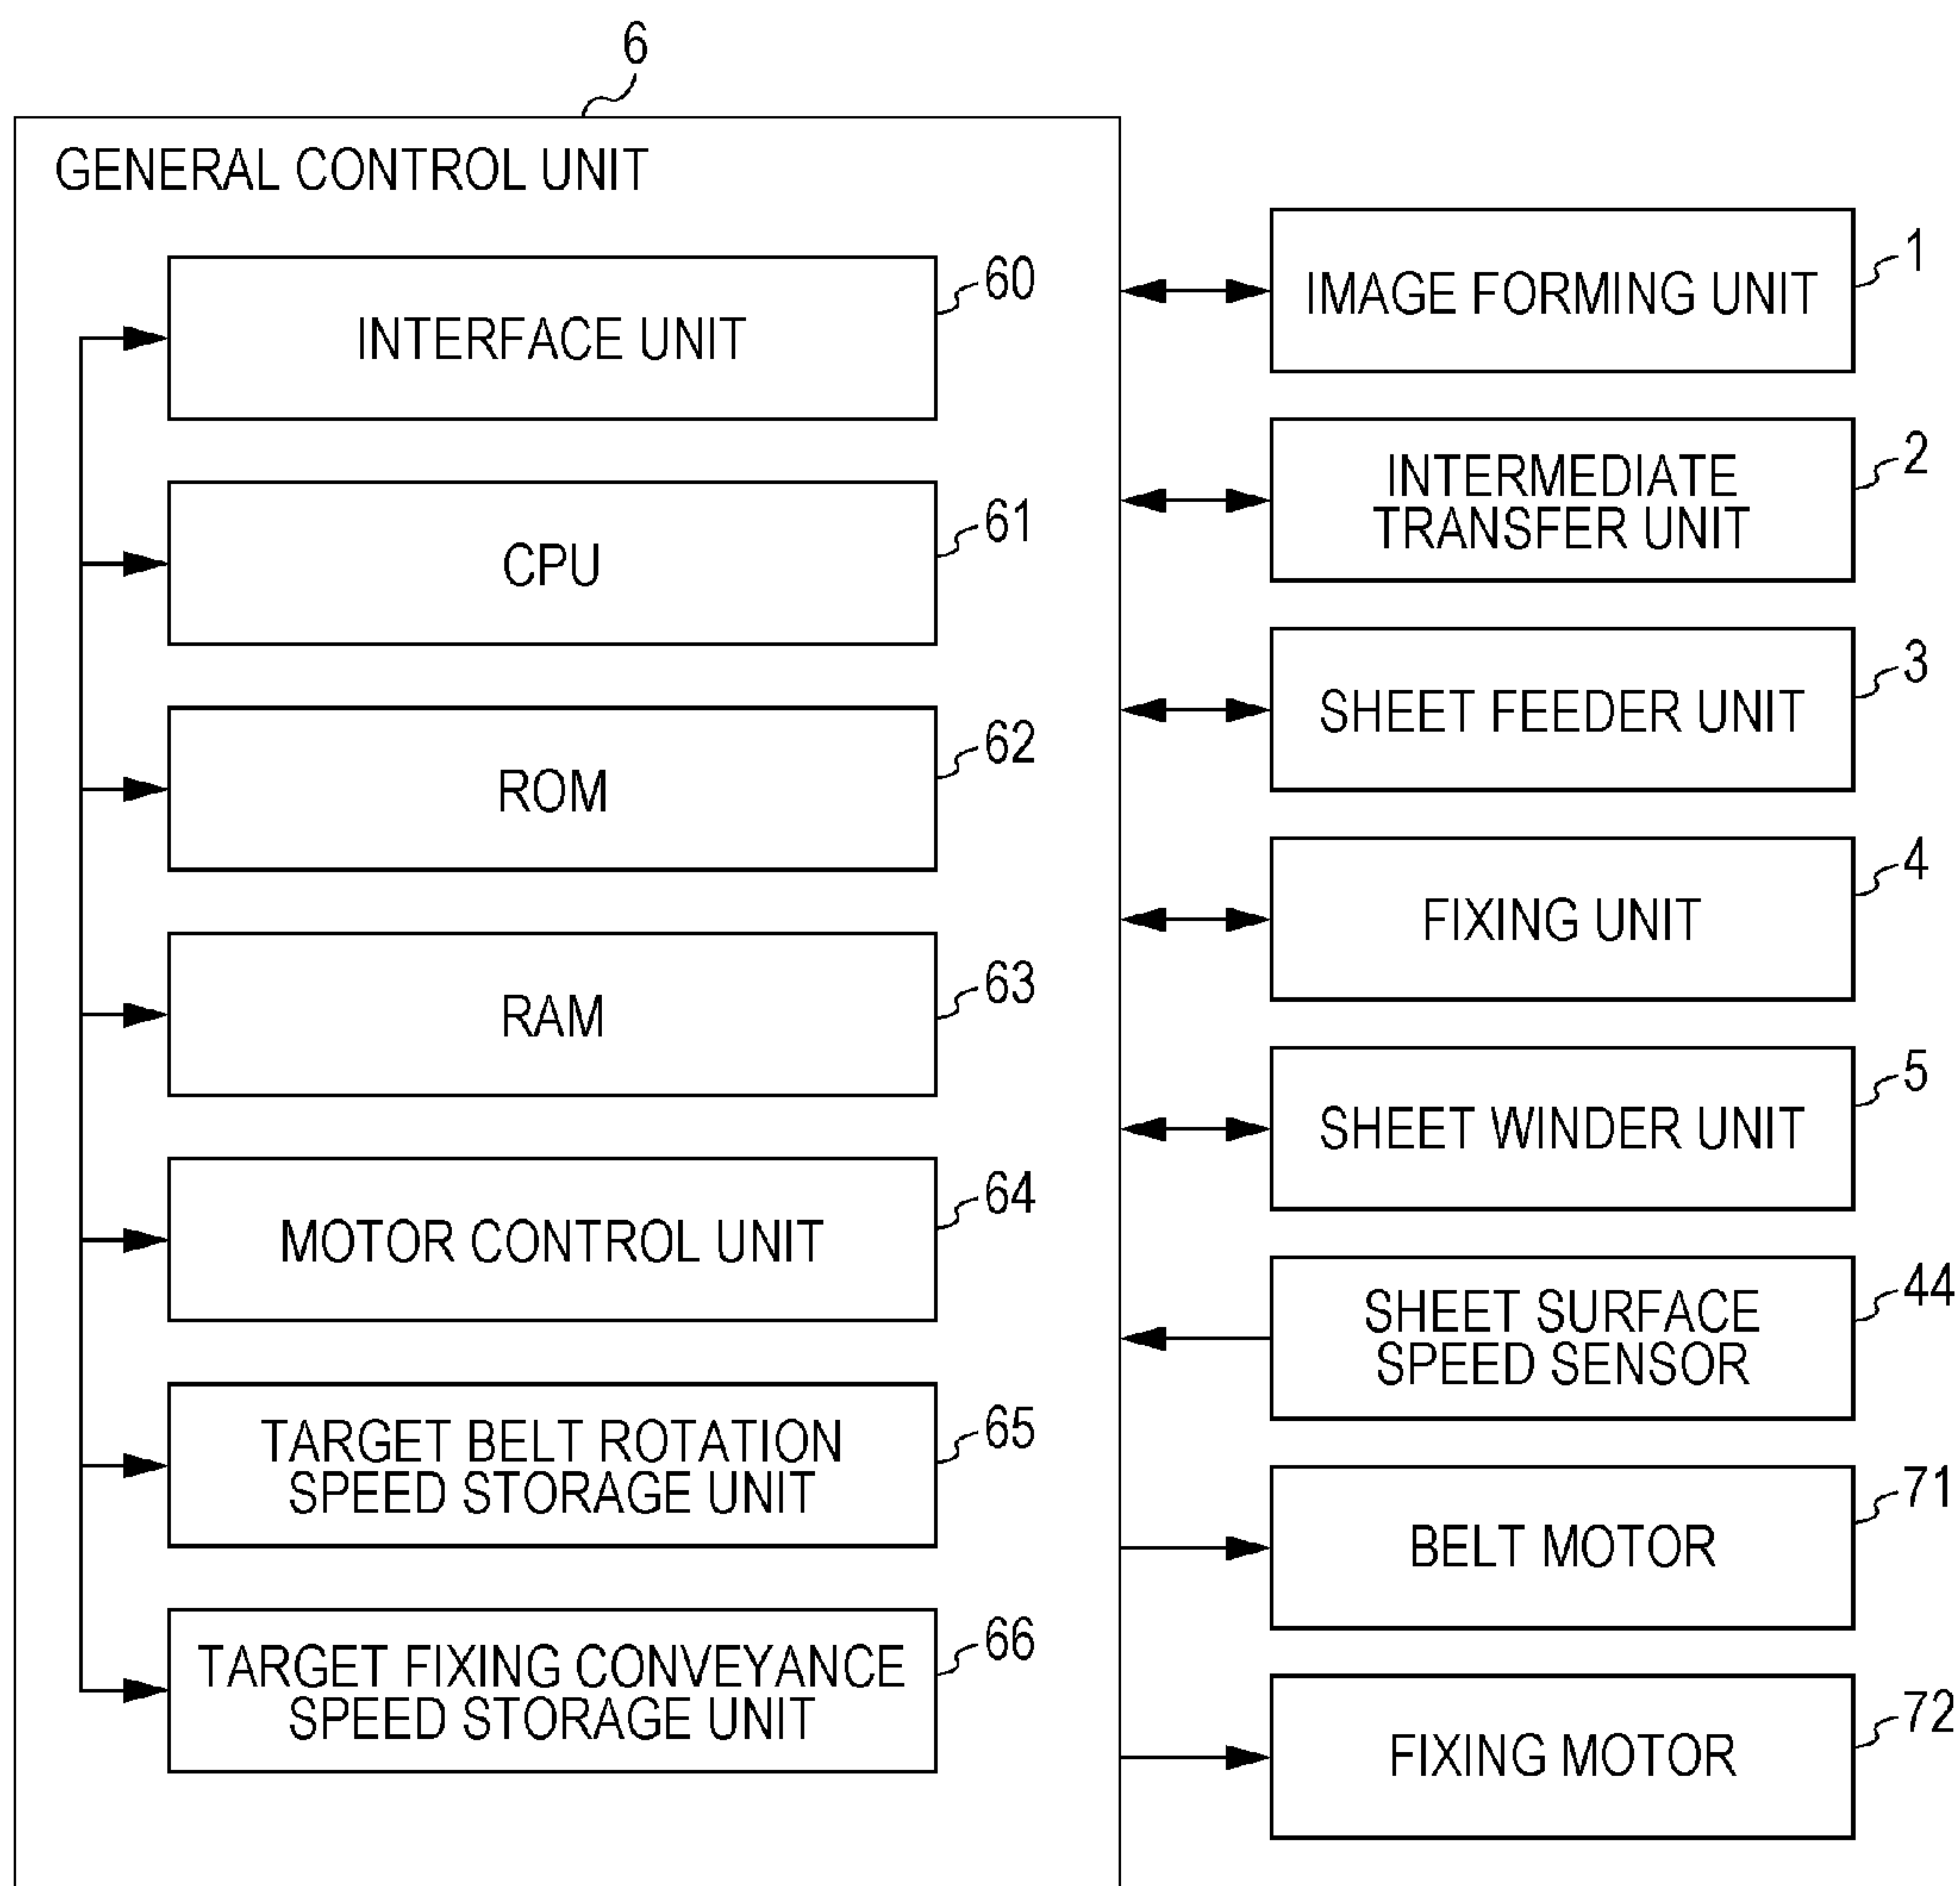 6
GENERAL CONTROL UNIT
INTERFACE UNIT
60
CPU
61
ROM
62
RAM
63
MOTOR CONTROL UNIT
64
TARGET BELT ROTATION
SPEED STORAGE UNIT
65
TARGET FIXING CONVEYANCE
SPEED STORAGE UNIT
66
IMAGE FORMING UNIT
1
INTERMEDIATE
TRANSFER UNIT
2
SHEET FEEDER UNIT
3
FIXING UNIT
4
SHEET WINDER UNIT
5
SHEET SURFACE
SPEED SENSOR
44
BELT MOTOR
71
FIXING MOTOR
72